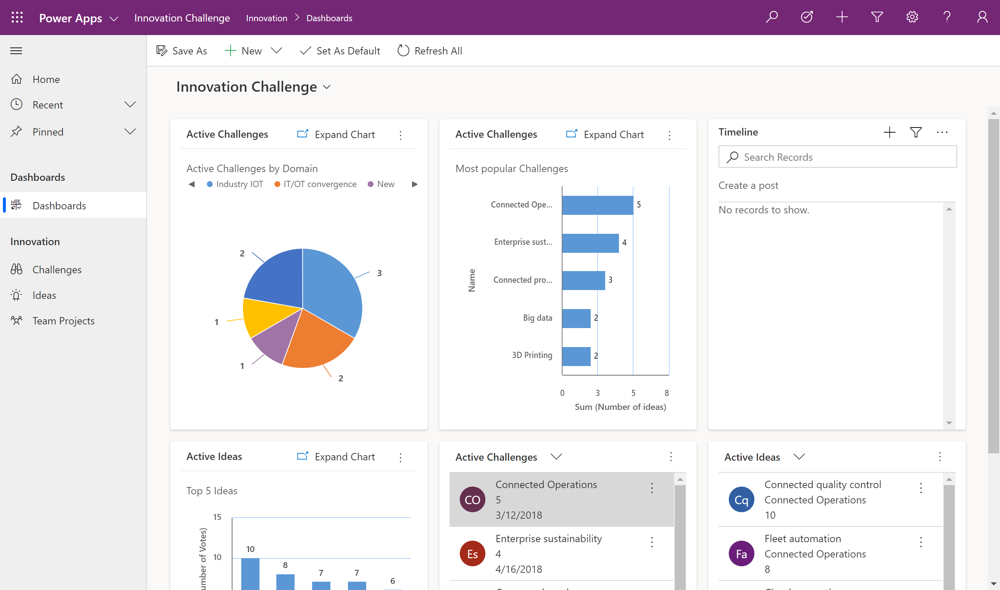 Power Apps
Innovation Challenge
Innovation > Dashboards
Save As
New
Set As Default
Refresh All
Home
Recent
Pinned
Dashboards
Dashboards
Innovation
Challenges
Ideas
Team Projects
Innovation Challenge
Active Challenges
Expand Chart
Active Challenges by Domain
Industry IOT
IT/OT convergence
New
2
3
1
1
2
Active Challenges
Expand Chart
Most popular Challenges
Connected Ope...
5
Enterprise sust...
4
Name
Connected pro...
3
Big data
2
3D Printing
2
0 3 5 8
Sum (Number of ideas)
Timeline
Search Records
Create a post
No records to show.
Active Ideas
Expand Chart
Top 5 Ideas
15
10
umber of Votes)
10
8
7
7
6
Active Challenges
CO
Connected Operations
5
3/12/2018
Es
Enterprise sustainability
4
4/16/2018
Active Ideas
Cq
Connected quality control
Connected Operations
10
Fa
Fleet automation
Connected Operations
8